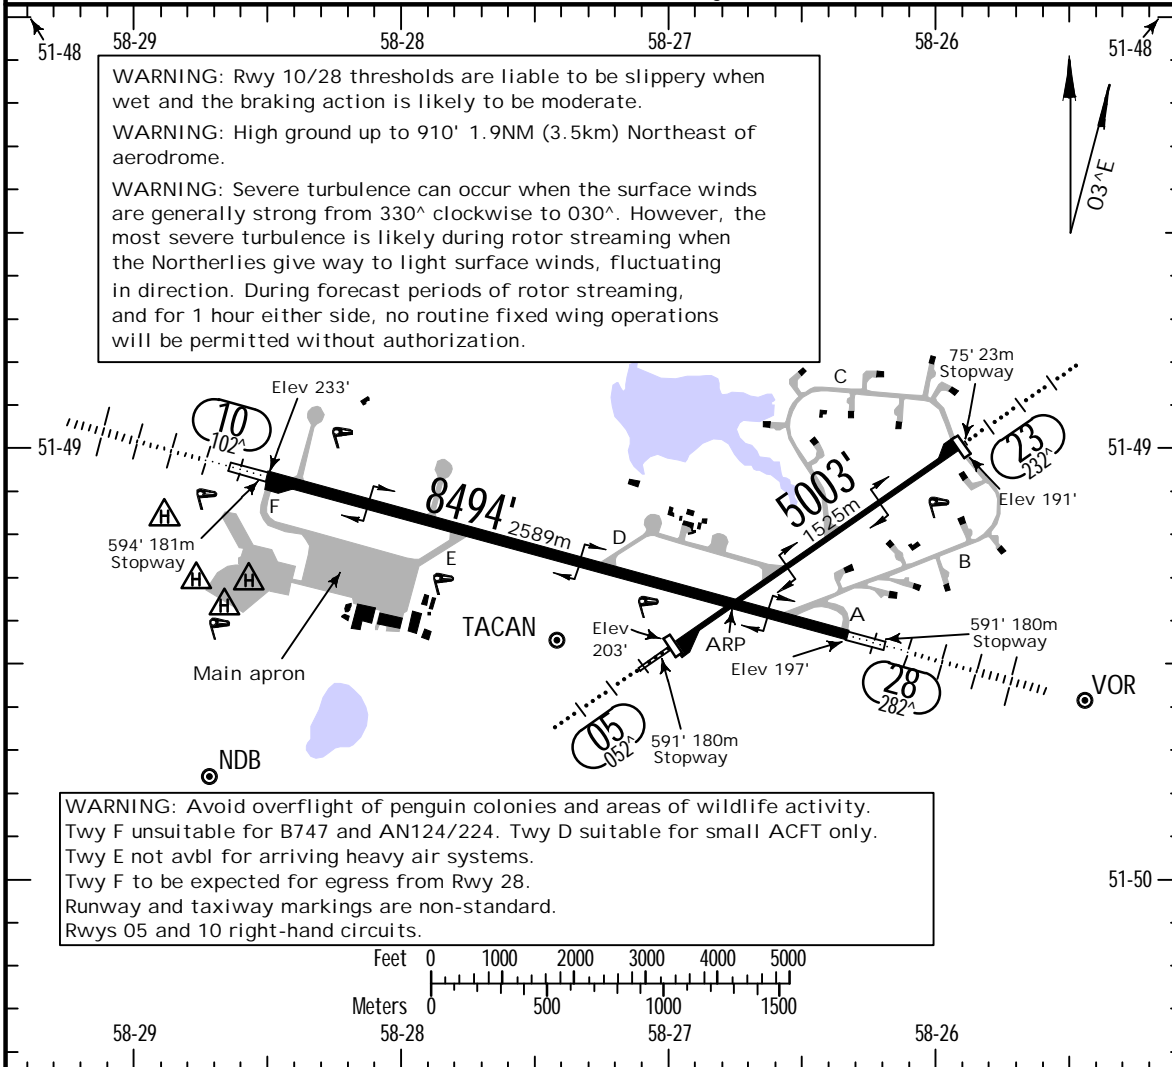 58-29 58-28 58-27 58-26
51-48 51-48
WARNING: Rwy 10/28 thresholds are liable to be slippery when
wet and the braking action is likely to be moderate.
WARNING: High ground up to 910' 1.9NM (3.5km) Northeast of
aerodrome.
WARNING: Severe turbulence can occur when the surface winds
are generally strong from 330^ clockwise to 030^. However, the
most severe turbulence is likely during rotor streaming when
the Northerlies give way to light surface winds, fluctuating
in direction. During forecast periods of rotor streaming,
and for 1 hour either side, no routine fixed wing operations
will be permitted without authorization.
03^E
75' 23m
Stopway
C
Elev 233'
10
102^
23
232^
51-49 51-49
Elev 191'
F
8494'
2589m
5003'
1525m
594' 181m
Stopway
D
E
B
H
H
H
H
A
TACAN
Elev
203'
ARP
Elev 197'
591' 180m
Stopway
Main apron
28
282^
VOR
05
052^
591' 180m
Stopway
NDB
WARNING: Avoid overflight of penguin colonies and areas of wildlife activity.
Twy F unsuitable for B747 and AN124/224. Twy D suitable for small ACFT only.
Twy E not avbl for arriving heavy air systems.
Twy F to be expected for egress from Rwy 28.
Runway and taxiway markings are non-standard.
Rwys 05 and 10 right-hand circuits.
51-50
Feet 0 1000 2000 3000 4000 5000
Meters 0 500 1000 1500
58-29 58-28 58-27 58-26